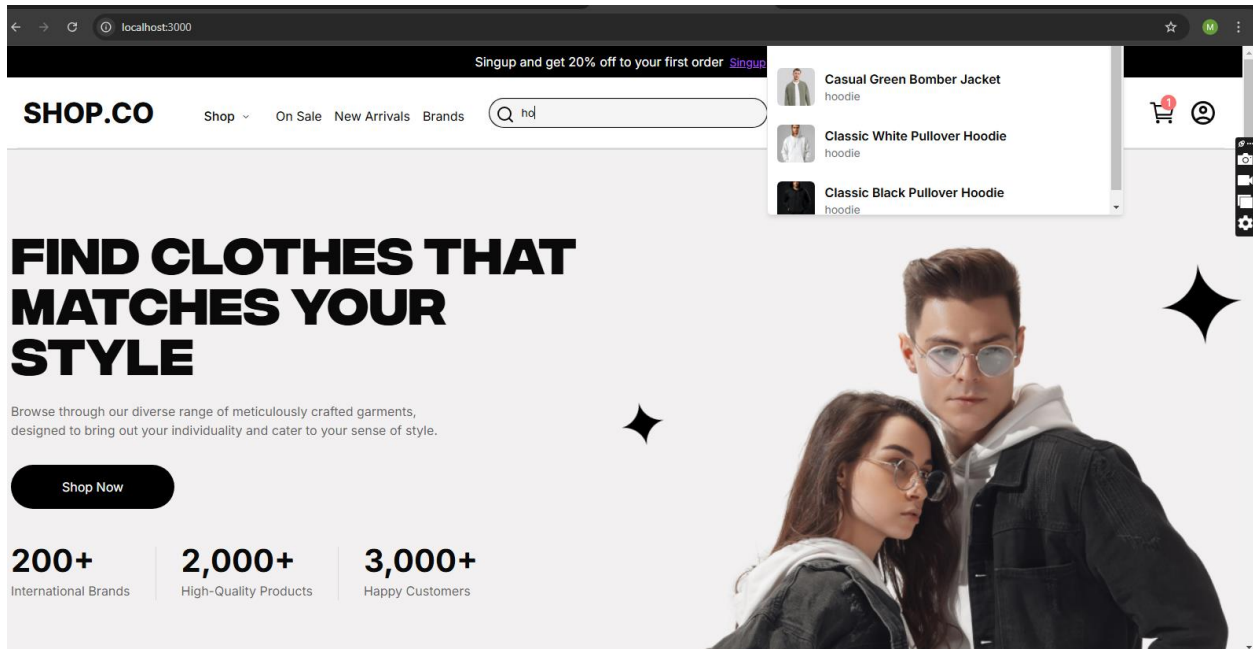 localhost:3000
M
Singup and get 20% off to your first order Singup
SHOP.CO
Shop
On Sale
New Arrivals
Brands
ho
1
Casual Green Bomber Jacket
hoodie
Classic White Pullover Hoodie
hoodie
Classic Black Pullover Hoodie
hoodie
FIND CLOTHES THAT
MATCHES YOUR
STYLE
Browse through our diverse range of meticulously crafted garments,
designed to bring out your individuality and cater to your sense of style.
Shop Now
200+
International Brands
2,000+
High-Quality Products
3,000+
Happy Customers